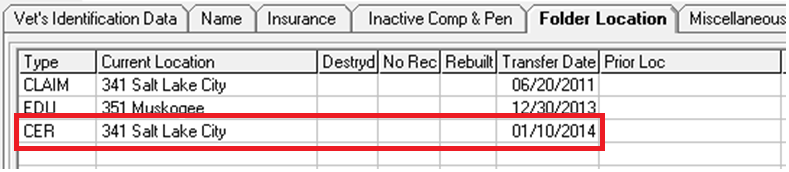 Vet's Identification Data Name Insurance Inactive Comp & Pen Folder Location Miscellaneous
Type Current Location Destryd No Rec Rebuilt Transfer Date Prior Loc
CLAIM 341 Salt Lake City 06/20/2011
EDU 351 Muskogee 12/30/2013
CER 341 Salt Lake City 01/10/2014